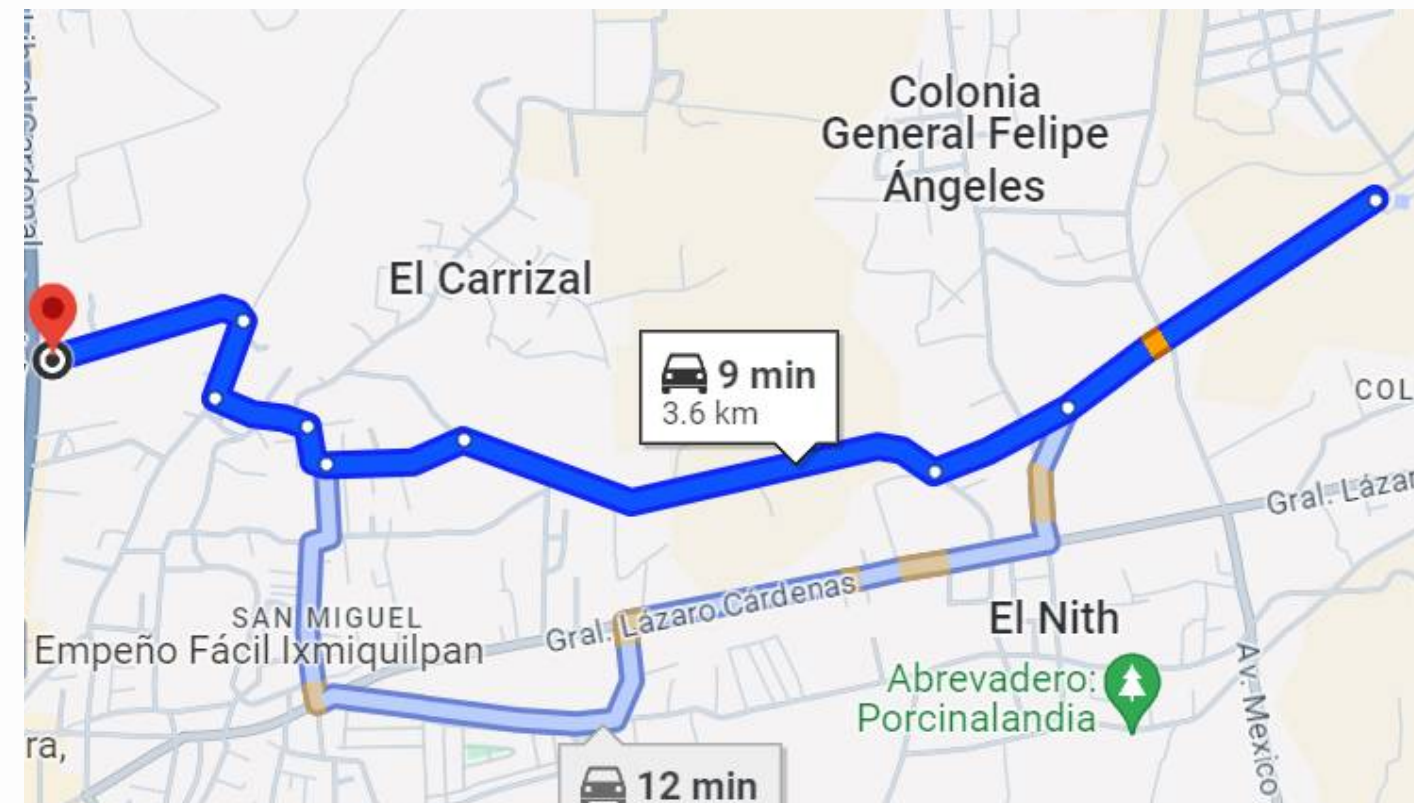 Colonia
General Felipe
Ángeles
El Carrizal
9 min
3.6 km
COL
Gral. Lázar
Gral. Lázaro Cárdenas
SAN MIGUEL
Empeño Fácil Ixmiquilpan
El Nith
Abrevadero:
Porcinalandia
Av. Mexico
ra,
12 min